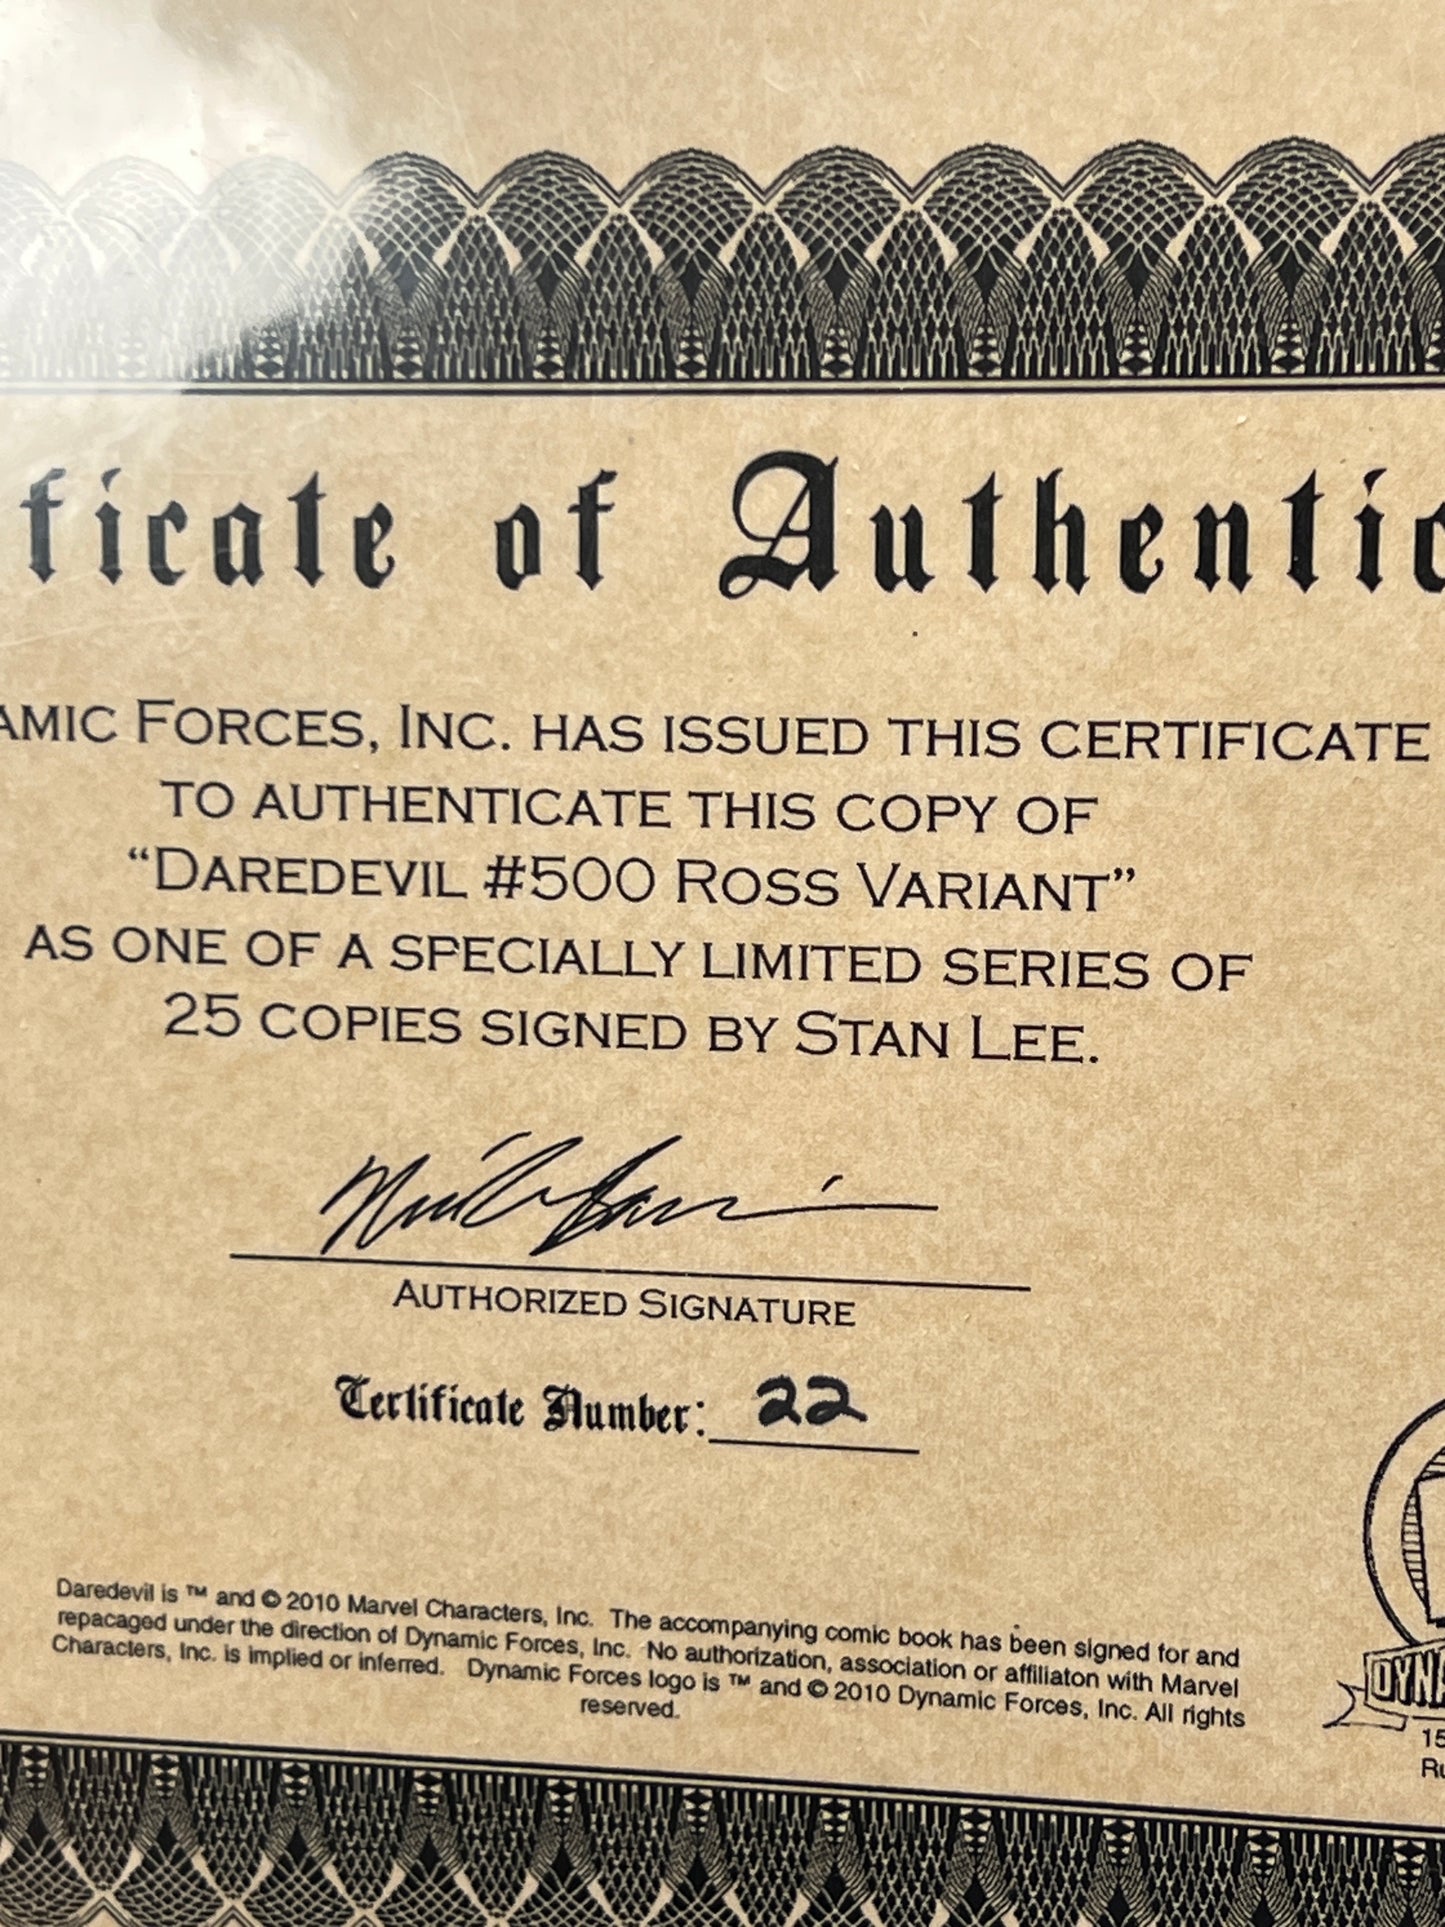 ficate of Authentic
AMIC FORCES, INC. HAS ISSUED THIS CERTIFICATE
TO AUTHENTICATE THIS COPY OF
“DAREDEVIL #500 ROSS VARIANT”
AS ONE OF A SPECIALLY LIMITED SERIES OF
25 COPIES SIGNED BY STAN LEE.
AUTHORIZED SIGNATURE
Certificate Number: 22
Daredevil is ™ and © 2010 Marvel Characters, Inc. The accompanying comic book has been signed for and
repacaged under the direction of Dynamic Forces, Inc. No authorization, association or affiliaton with Marvel
Characters, Inc. is implied or inferred. Dynamic Forces logo is ™ and © 2010 Dynamic Forces, Inc. All rights
reserved.
DYNA
15
Ru